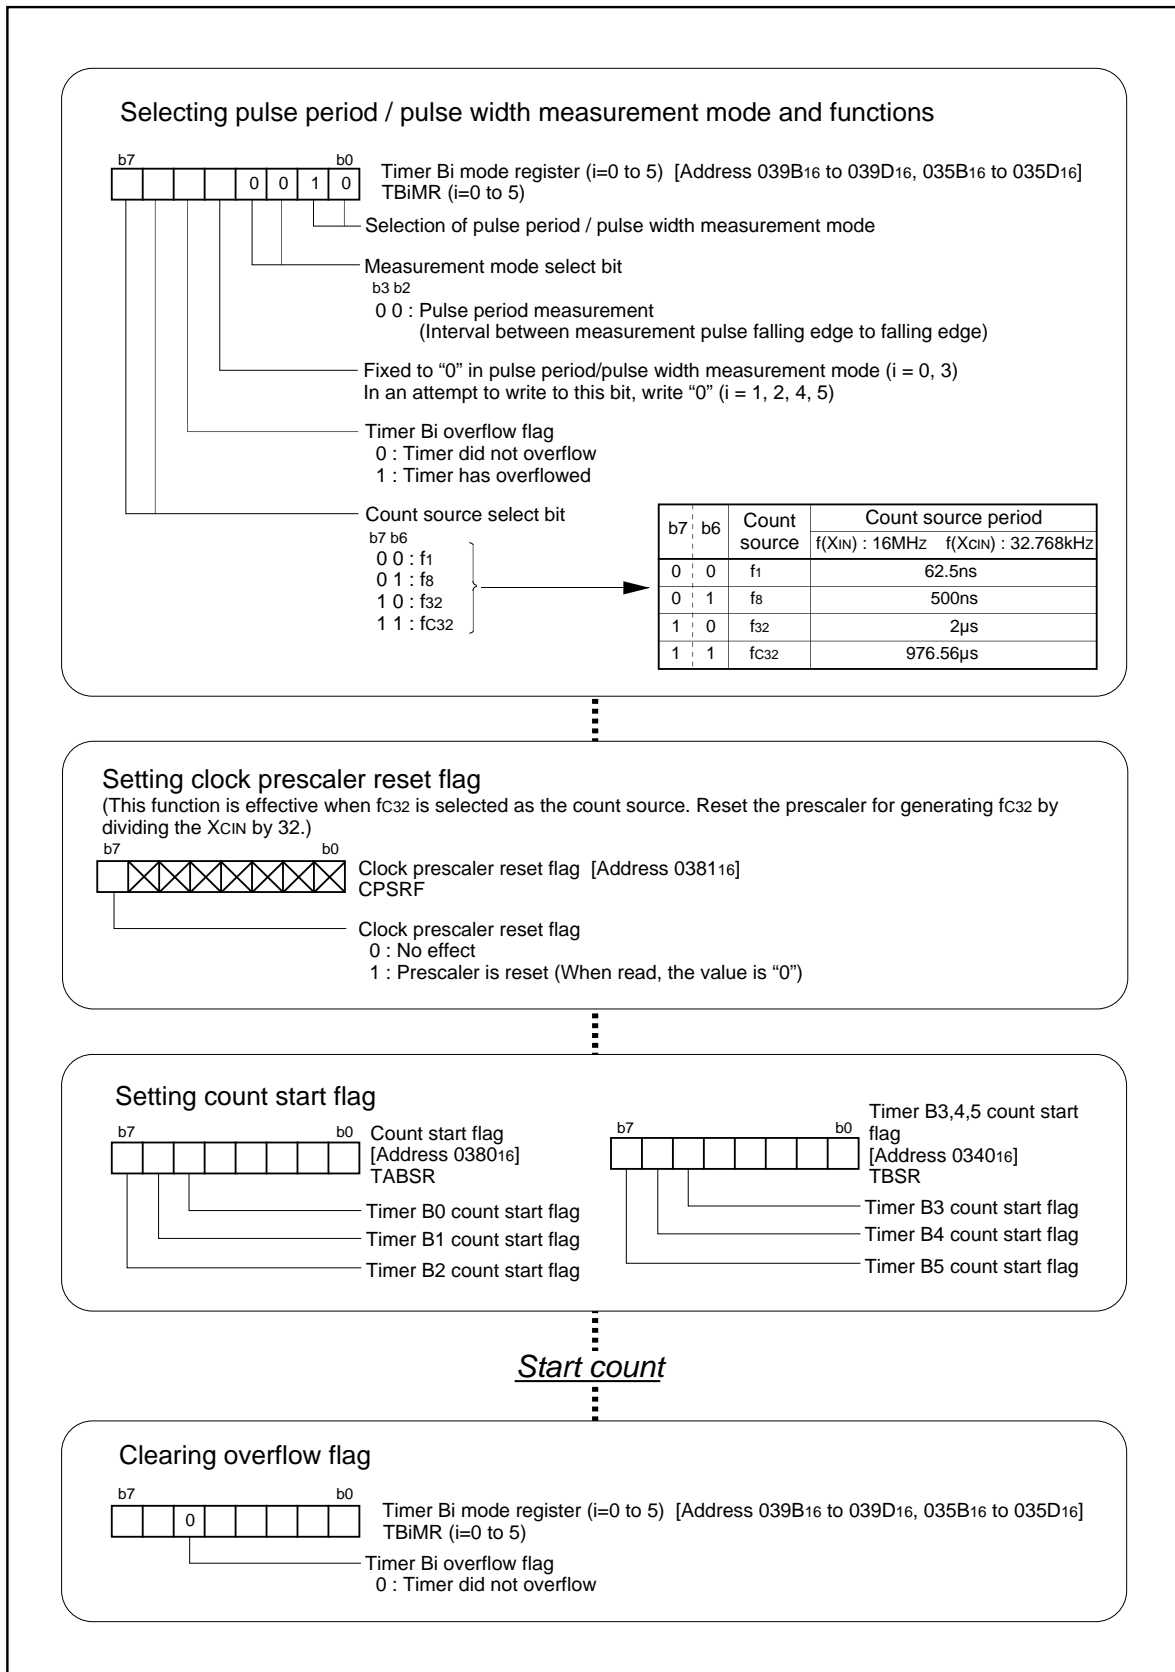 Selecting pulse period / pulse width measurement mode and functions
b7 b0
0 0 1 0
Timer Bi mode register (i=0 to 5) [Address 039B16 to 039D16, 035B16 to 035D16]
TBiMR (i=0 to 5)
Selection of pulse period / pulse width measurement mode
Measurement mode select bit
b3 b2
0 0 : Pulse period measurement
(Interval between measurement pulse falling edge to falling edge)
Fixed to “0” in pulse period/pulse width measurement mode (i = 0, 3)
In an attempt to write to this bit, write “0” (i = 1, 2, 4, 5)
Timer Bi overflow flag
0 : Timer did not overflow
1 : Timer has overflowed
Count source select bit
b7 b6
0 0 : f1
0 1 : f8
1 0 : f32
1 1 : fC32
b7 b6 Count source Count source period
f(XIN) : 16MHz f(XCIN) : 32.768kHz
0 0 f1 62.5ns
0 1 f8 500ns
1 0 f32 2µs
1 1 fC32 976.56µs
Setting clock prescaler reset flag
(This function is effective when fC32 is selected as the count source. Reset the prescaler for generating fC32 by
dividing the XCIN by 32.)
b7 b0
Clock prescaler reset flag [Address 038116]
CPSRF
Clock prescaler reset flag
0 : No effect
1 : Prescaler is reset (When read, the value is “0”)
Setting count start flag
b7 b0
Count start flag
[Address 038016]
TABSR
Timer B0 count start flag
Timer B1 count start flag
Timer B2 count start flag
b7 b0
Timer B3,4,5 count start
flag
[Address 034016]
TBSR
Timer B3 count start flag
Timer B4 count start flag
Timer B5 count start flag
Start count
Clearing overflow flag
b7 b0
0
Timer Bi mode register (i=0 to 5) [Address 039B16 to 039D16, 035B16 to 035D16]
TBiMR (i=0 to 5)
Timer Bi overflow flag
0 : Timer did not overflow